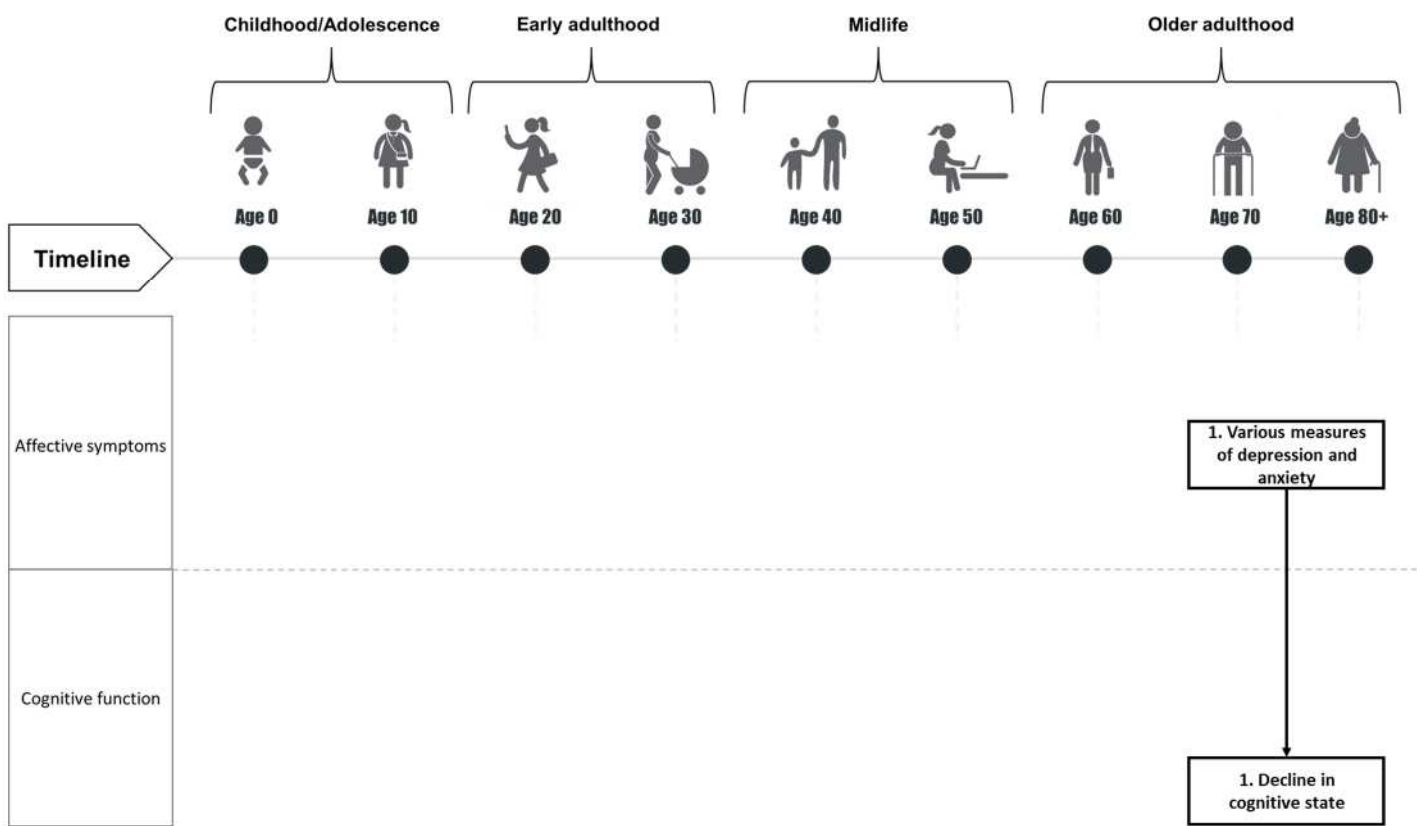 Childhood/Adolescence
Early adulthood
Midlife
Older adulthood
Age 0
Age 10
Age 20
Age 30
Age 40
Age 50
Age 60
Age 70
Age 80+
Timeline
Affective symptoms
1. Various measures
of depression and
anxiety
Cognitive function
1. Decline in
cognitive state